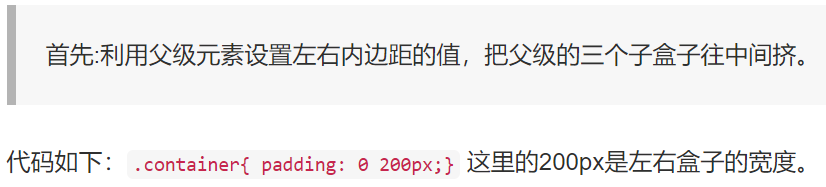 首先:利用父级元素设置左右内边距的值，把父级的三个子盒子往中间挤。
代码如下：.container{ padding: 0 200px;} 这里的200px是左右盒子的宽度。